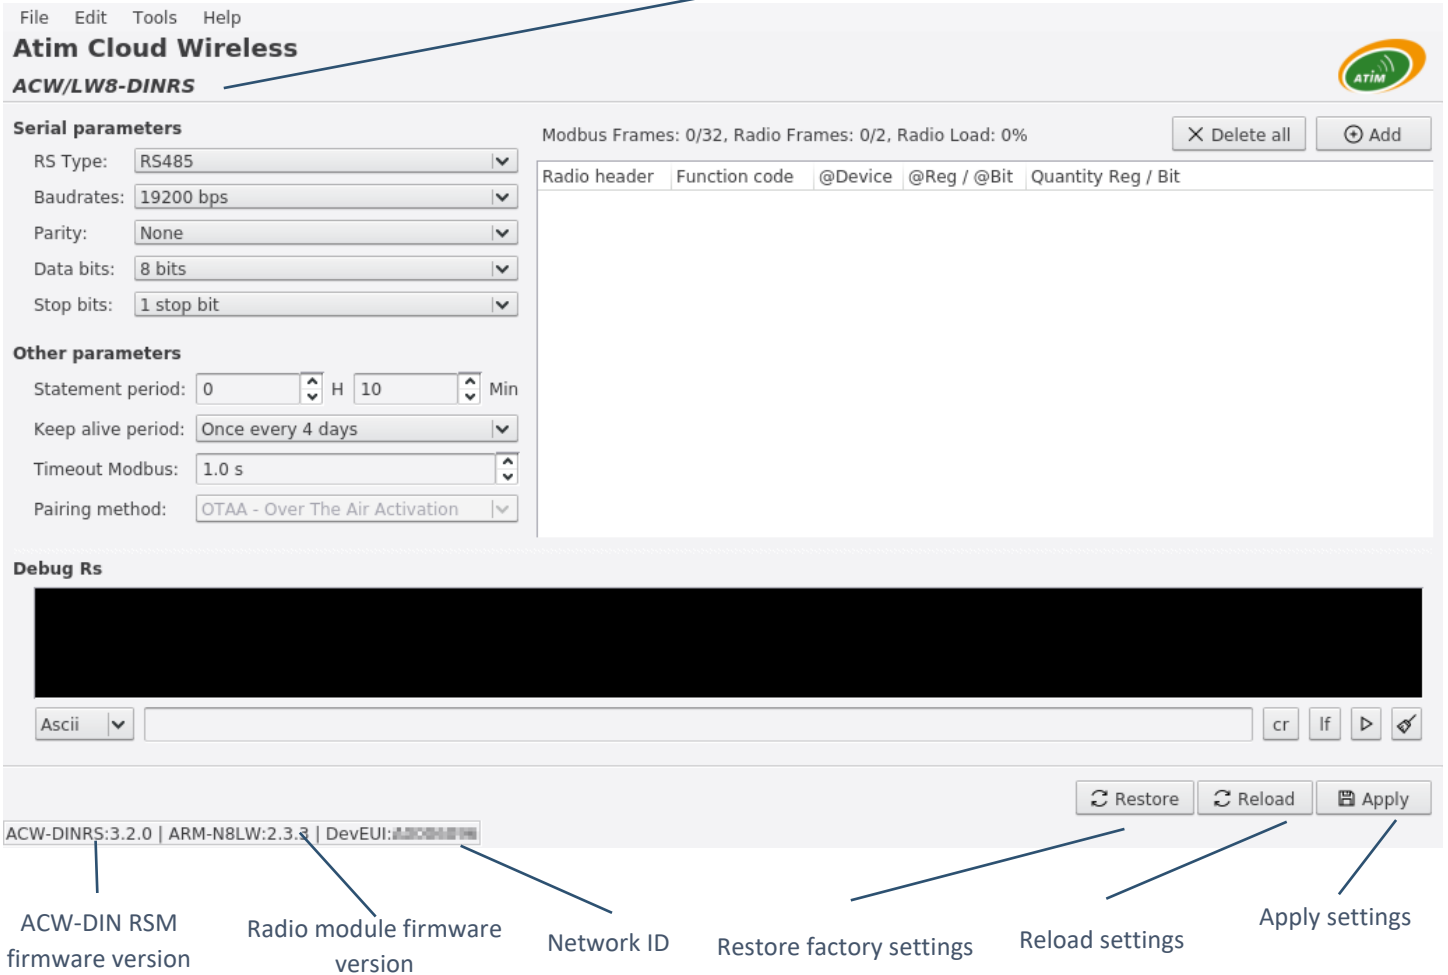 File Edit Tools Help
Atim Cloud Wireless
ACW/LW8-DINRS
ATIM
Serial parameters
RS Type: RS485
Baudrates: 19200 bps
Parity: None
Data bits: 8 bits
Stop bits: 1 stop bit
Other parameters
Statement period: 0 H 10 Min
Keep alive period: Once every 4 days
Timeout Modbus: 1.0 s
Pairing method: OTAA - Over The Air Activation
Modbus Frames: 0/32, Radio Frames: 0/2, Radio Load: 0%
Delete all Add
Radio header Function code @Device @Reg / @Bit Quantity Reg / Bit
Debug Rs
Ascii cr lf
Restore Reload Apply
ACW-DINRS:3.2.0 | ARM-N8LW:2.3.3 | DevEUI:
ACW-DIN RSM
firmware version
Radio module firmware
version
Network ID
Restore factory settings
Reload settings
Apply settings